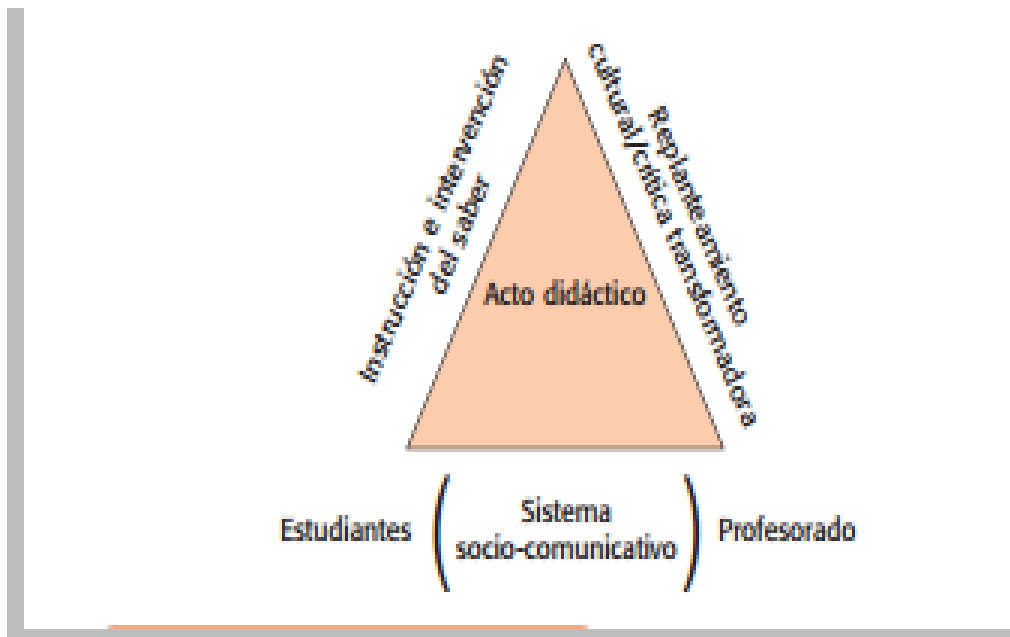 Instrucción e intervención
del saber
Replanteamiento
cultural/crítica transformadora
Acto didáctico
Estudiantes
Sistema
socio-comunicativo
Profesorado